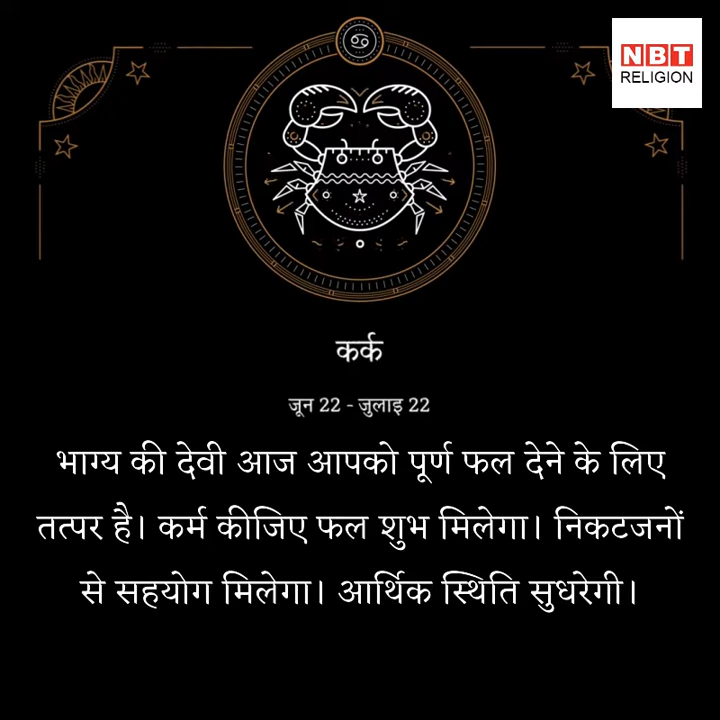 NBT
RELIGION
कर्क
जून 22 - जुलाइ 22
भाग्य की देवी आज आपको पूर्ण फल देने के लिए
तत्पर है। कर्म कीजिए फल शुभ मिलेगा। निकटजनों
से सहयोग मिलेगा। आर्थिक स्थिति सुधरेगी।